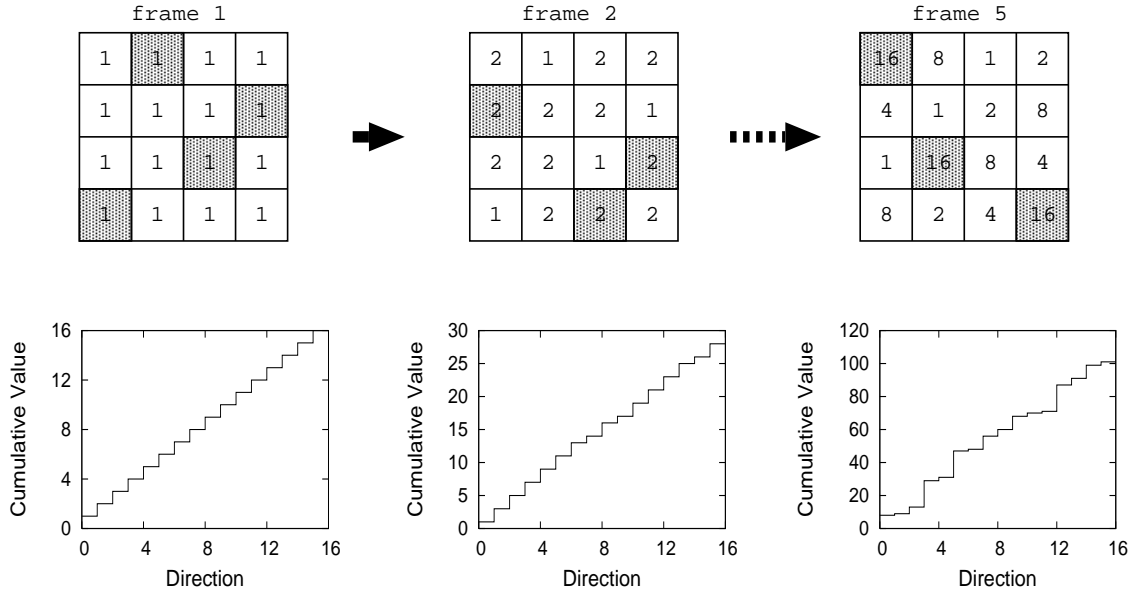 frame 1 frame 2 frame 5
1 1 1 1 2 1 2 2 16 8 1 2
1 1 1 1 2 2 2 1 4 1 2 8
1 1 1 1 2 2 1 2 1 16 8 4
1 1 1 1 1 2 2 2 8 2 4 16
Cumulative Value
16
12
8
4
0
0 4 8 12 16
Direction
Cumulative Value
30
25
20
15
10
5
0
0 4 8 12 16
Direction
Cumulative Value
120
100
80
60
40
20
0
0 4 8 12 16
Direction